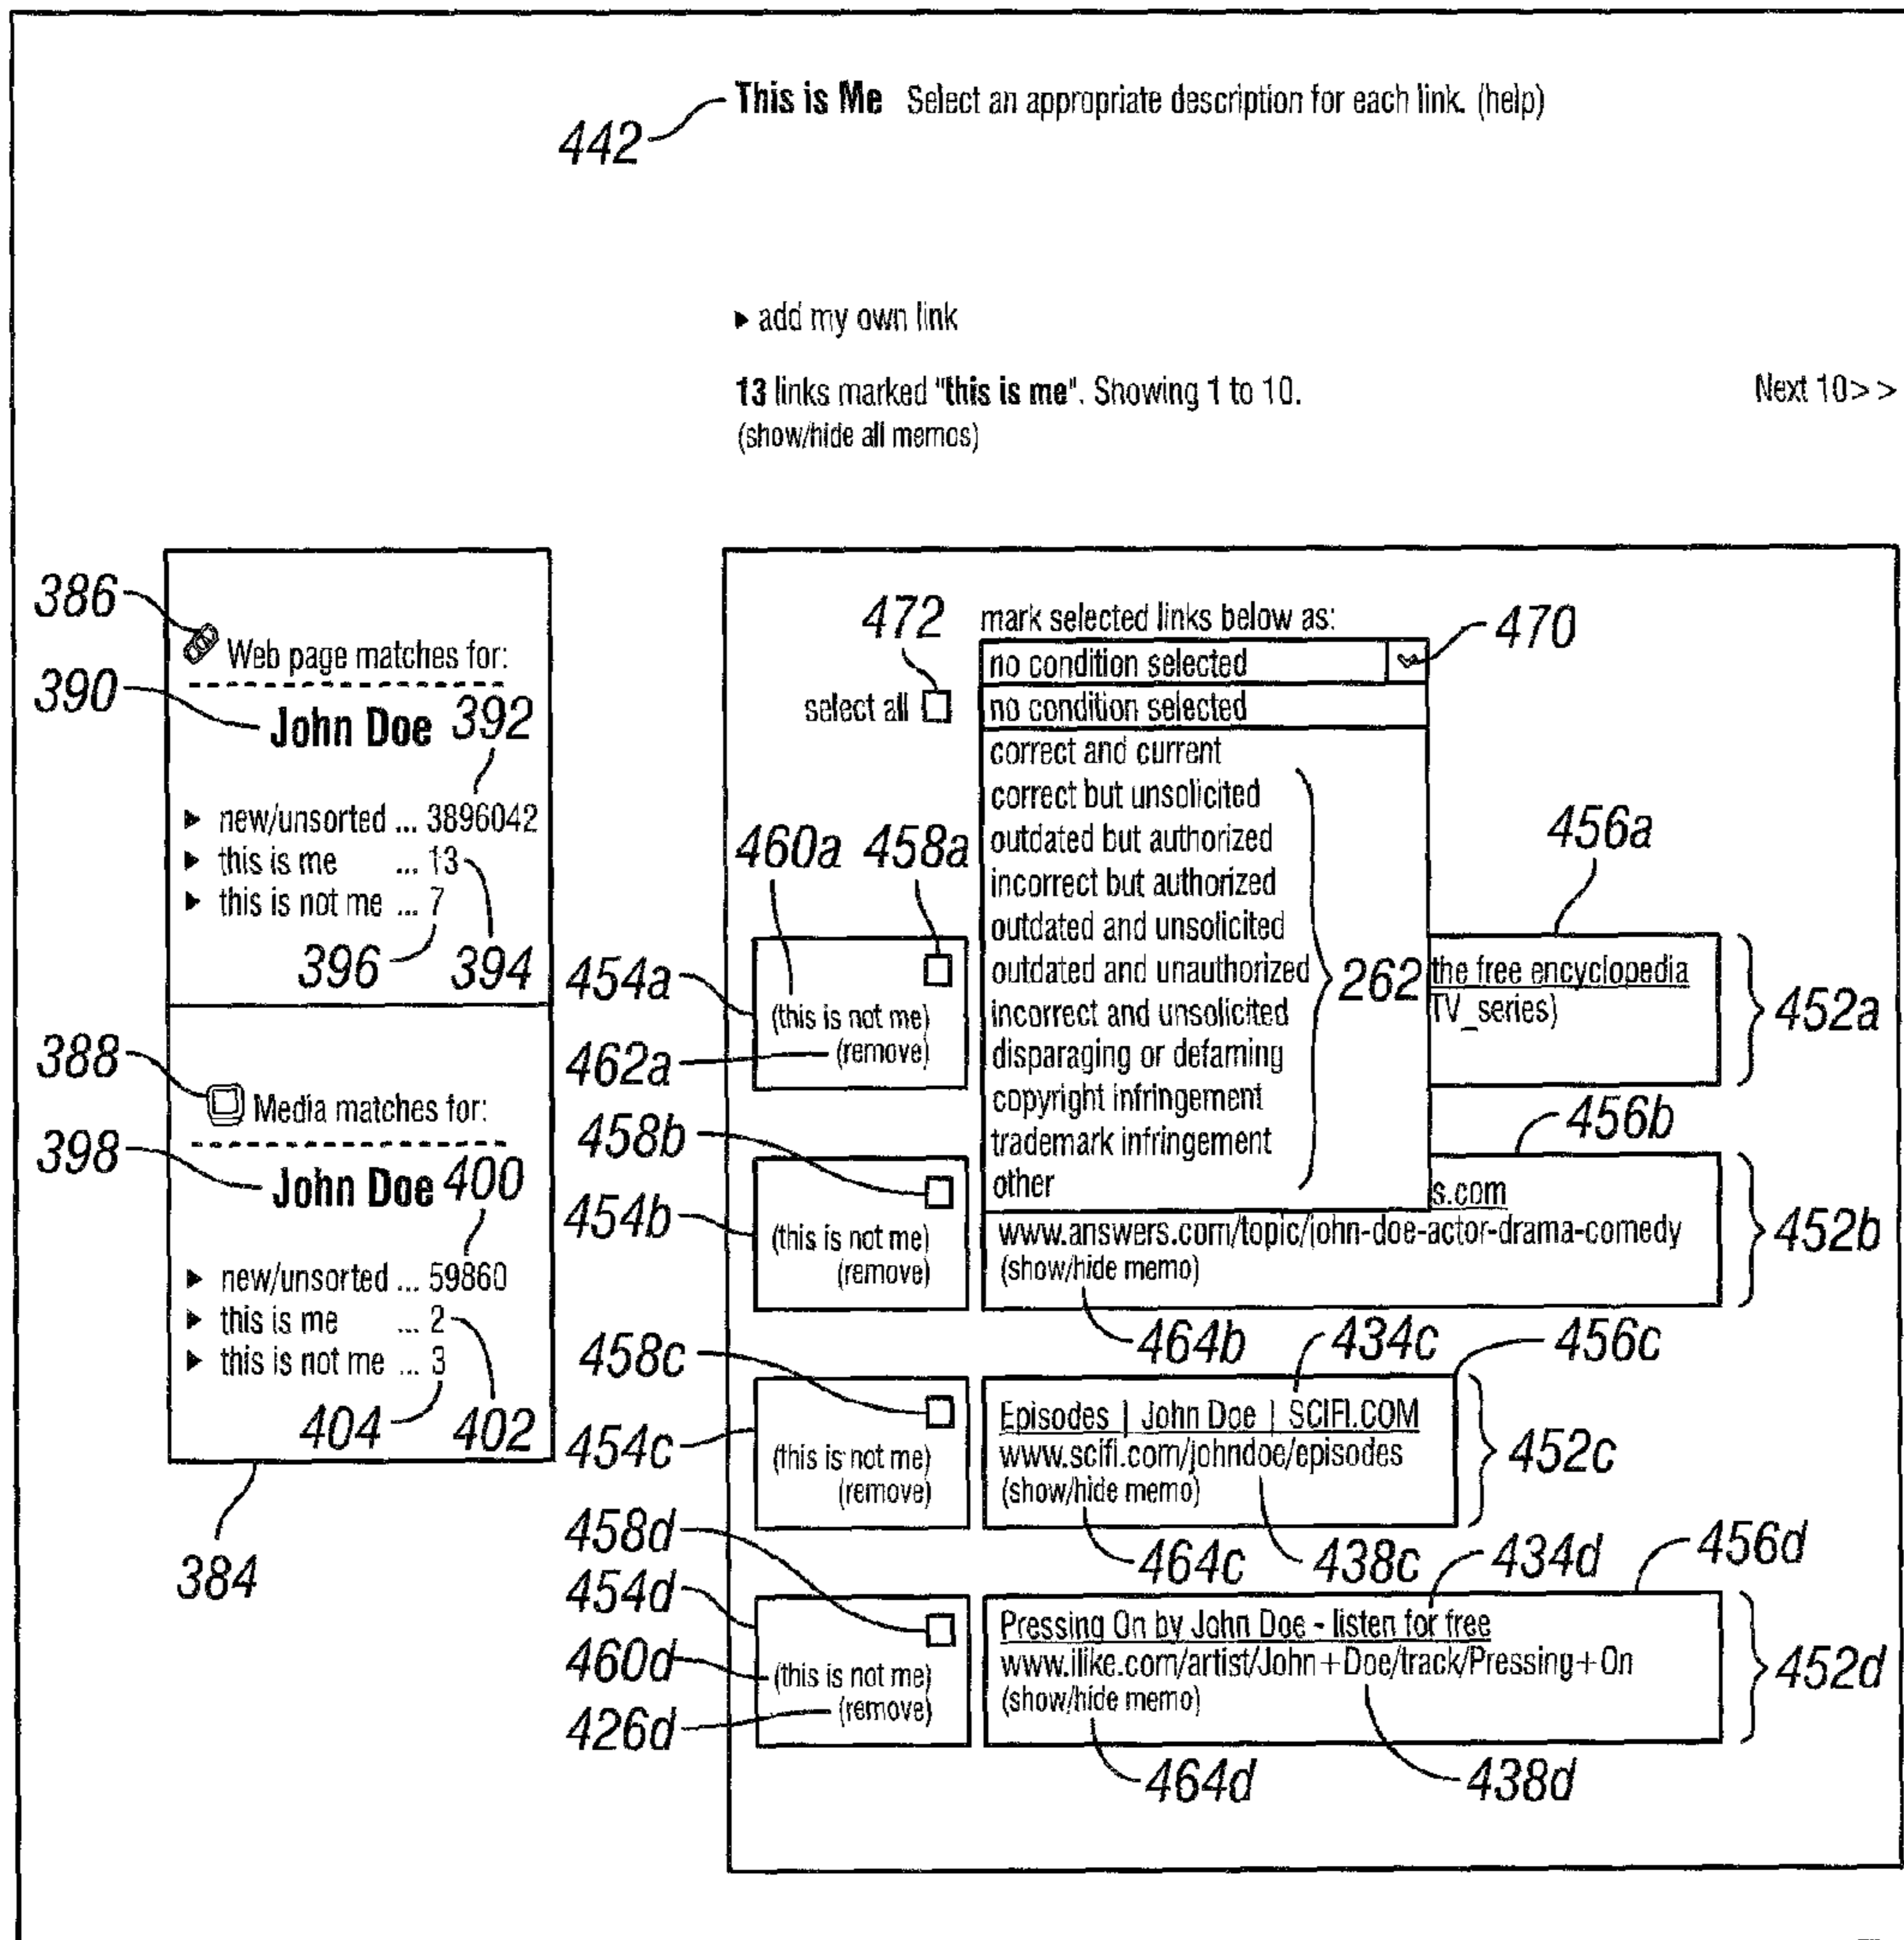 This is Me Select an appropriate description for each link. (help)
442
▸ add my own link
13 links marked "this is me". Showing 1 to 10.
Next 10>>
(show/hide all memos)
386
Web page matches for:
390
John Doe
392
▸ new/unsorted ... 3896042
▸ this is me ... 13
▸ this is not me ... 7
396
394
388
Media matches for:
398
John Doe
400
▸ new/unsorted ... 59860
▸ this is me ... 2
▸ this is not me ... 3
404
402
384
472
mark selected links below as:
470
no condition selected
select all
no condition selected
correct and current
correct but unsolicited
outdated but authorized
incorrect but authorized
outdated and unsolicited
outdated and unauthorized
incorrect and unsolicited
disparaging or defaming
copyright infringement
trademark infringement
other
262
460a
458a
456a
454a
(this is not me)
462a
(remove)
the free encyclopedia
TV_series)
452a
458b
456b
454b
(this is not me)
(remove)
s.com
www.answers.com/topic/john-doe-actor-drama-comedy
(show/hide memo)
452b
464b
434c
456c
458c
454c
(this is not me)
(remove)
Episodes | John Doe | SCIFI.COM
www.scifi.com/johndoe/episodes
(show/hide memo)
452c
464c
438c
434d
456d
458d
454d
460d
(this is not me)
426d
(remove)
Pressing On by John Doe - listen for free
www.ilike.com/artist/John+Doe/track/Pressing+On
(show/hide memo)
452d
464d
438d